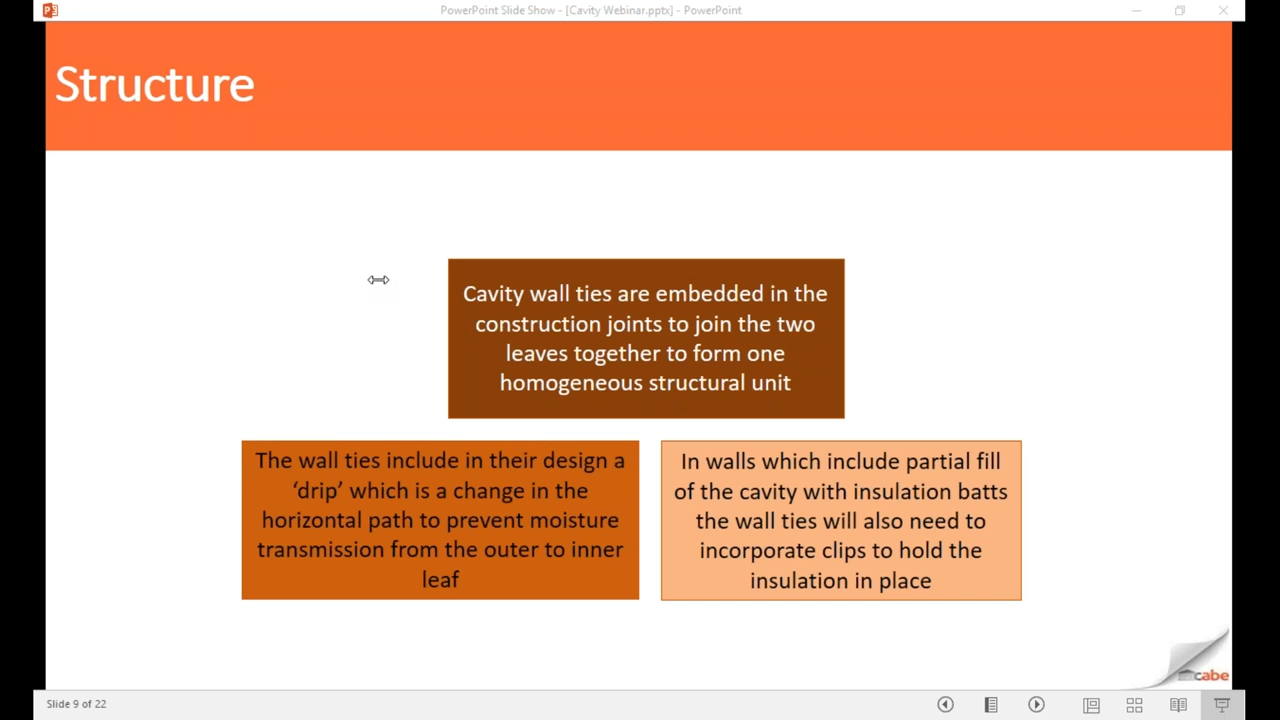 PowerPoint Slide Show - [Cavity Webinar.pptx] - PowerPoint
Structure
Cavity wall ties are embedded in the
construction joints to join the two
leaves together to form one
homogeneous structural unit
The wall ties include in their design a
‘drip’ which is a change in the
horizontal path to prevent moisture
transmission from the outer to inner
leaf
In walls which include partial fill
of the cavity with insulation batts
the wall ties will also need to
incorporate clips to hold the
insulation in place
cabe
Slide 9 of 22